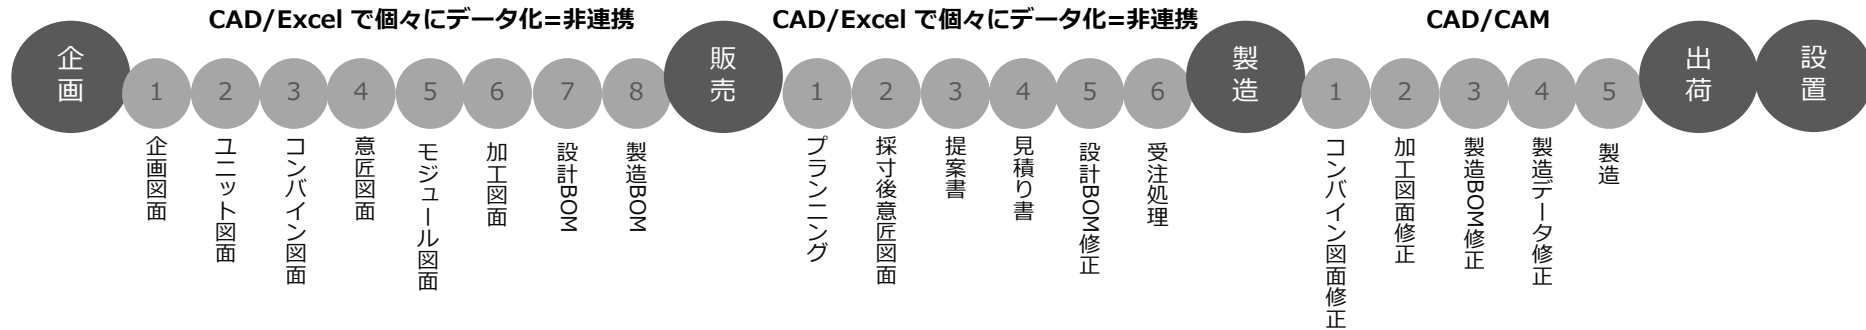 CAD/Excel で個々にデータ化=非連携
CAD/Excel で個々にデータ化=非連携
CAD/CAM
企画
1
2
3
4
5
6
7
8
販売
1
2
3
4
5
6
製造
1
2
3
4
5
出荷
設置
企画図面
ユニット図面
コンバイン図面
意匠図面
モジュール図面
加工図面
設計BOM
製造BOM
プランニング
採寸後意匠図面
提案書
見積り書
設計BOM修正
受注処理
コンバイン図面修正
加工図面修正
製造BOM修正
製造データ修正
製造